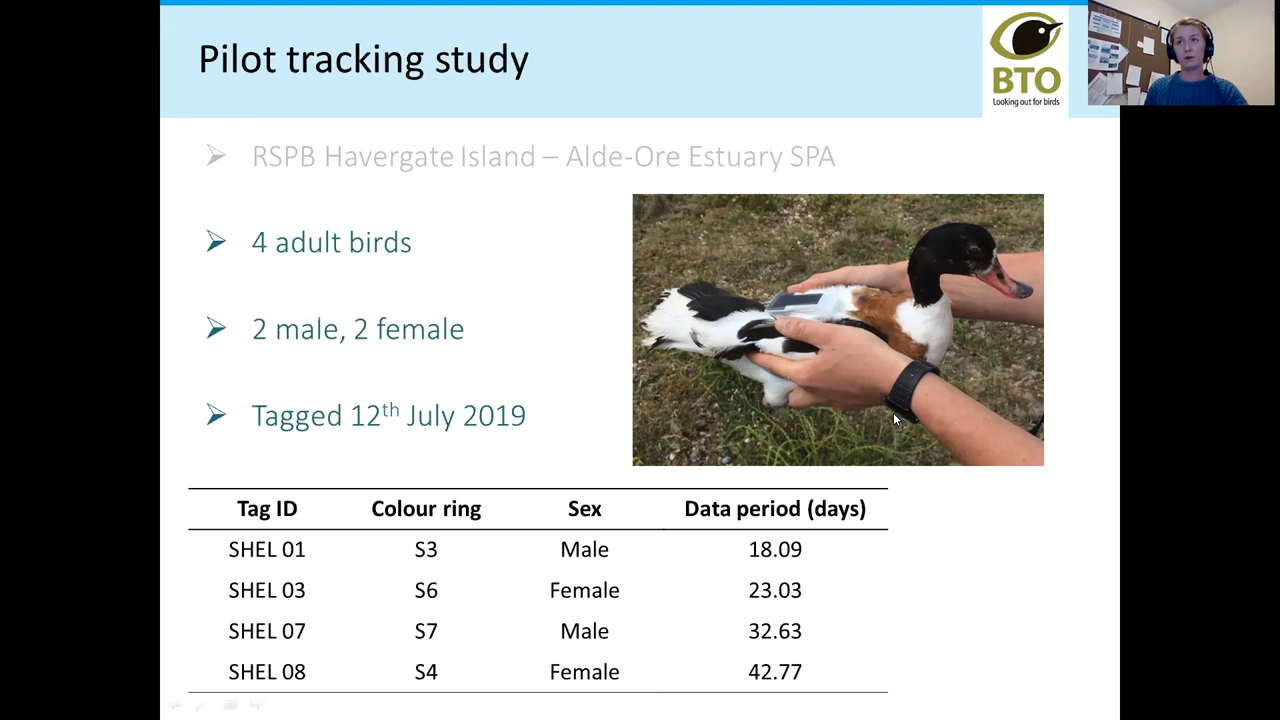 Pilot tracking study
BTO
Looking out for birds
➢ RSPB Havergate Island – Alde-Ore Estuary SPA
➢ 4 adult birds
➢ 2 male, 2 female
➢ Tagged 12th July 2019
Tag ID Colour ring Sex Data period (days)
SHEL 01 S3 Male 18.09
SHEL 03 S6 Female 23.03
SHEL 07 S7 Male 32.63
SHEL 08 S4 Female 42.77